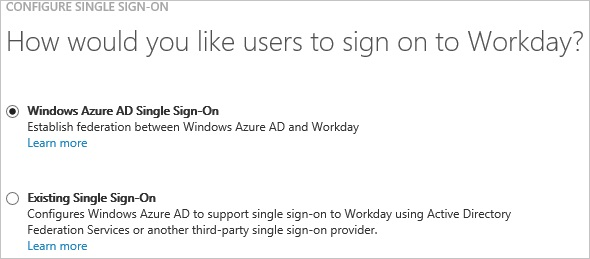 CONFIGURE SINGLE SIGN-ON
How would you like users to sign on to Workday?
Windows Azure AD Single Sign-On
Establish federation between Windows Azure AD and Workday
Learn more
Existing Single Sign-On
Configures Windows Azure AD to support single sign-on to Workday using Active Directory
Federation Services or another third-party single sign-on provider.
Learn more